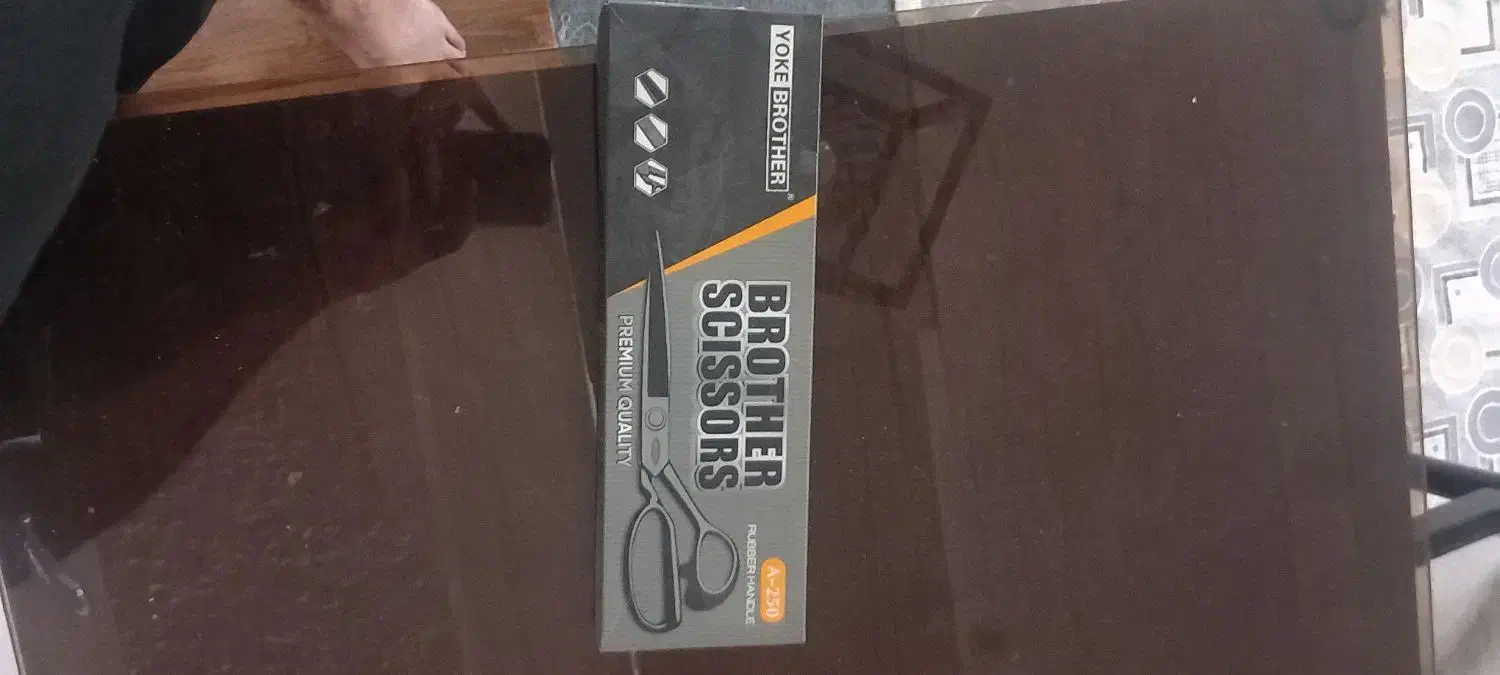 YOKE BROTHER®
BROTHER
SCISSORS
PREMIUM QUALITY
A-250
RUBBER HANDLE